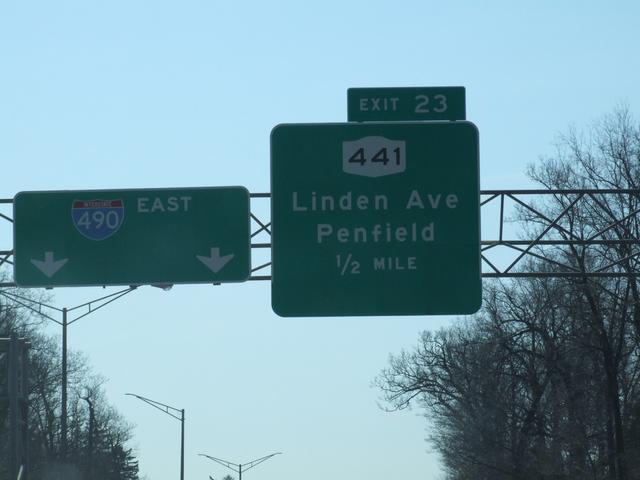 INTERSTATE
490
EAST
EXIT 23
441
Linden Ave
Penfield
1/2 MILE